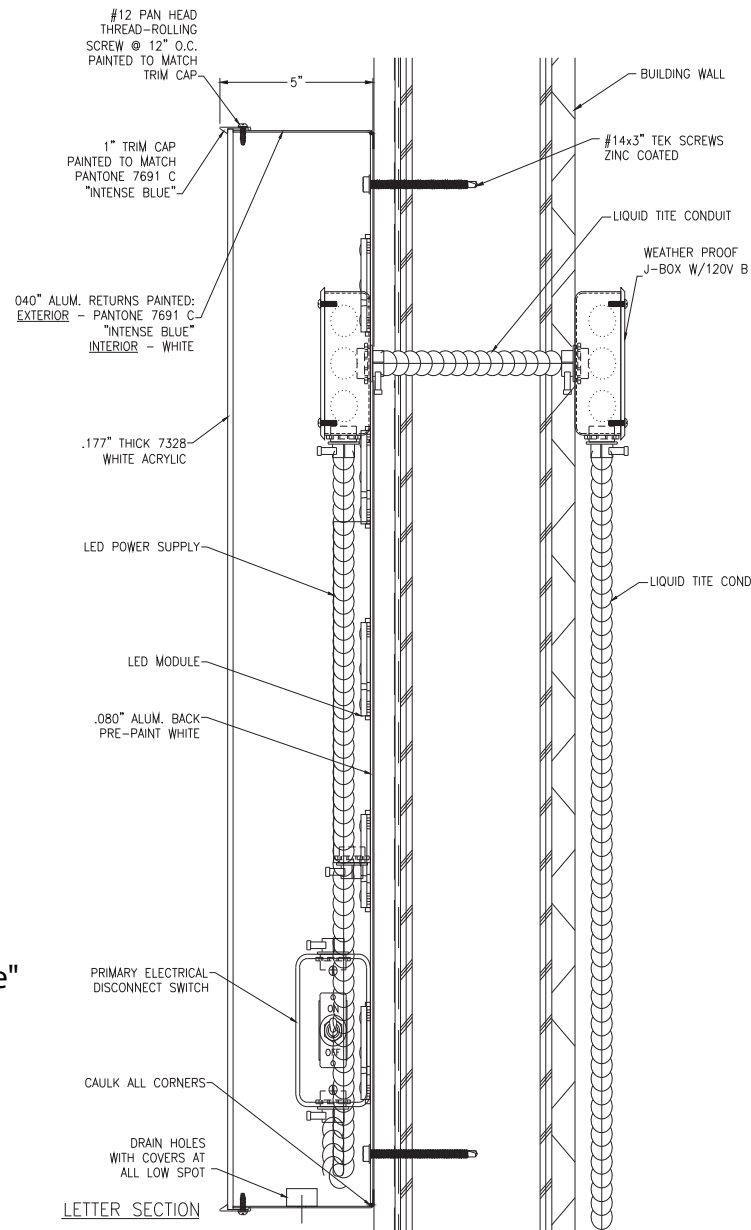 #12 PAN HEAD
THREAD-ROLLING
SCREW @ 12" O.C.
PAINTED TO MATCH
TRIM CAP
5"
BUILDING WALL
1" TRIM CAP
PAINTED TO MATCH
PANTONE 7691 C
"INTENSE BLUE"
#14x3" TEK SCREWS
ZINC COATED
LIQUID TITE CONDUIT
WEATHER PROOF
J-BOX W/120V B
040" ALUM. RETURNS PAINTED:
EXTERIOR - PANTONE 7691 C
"INTENSE BLUE"
INTERIOR - WHITE
.177" THICK 7328
WHITE ACRYLIC
LED POWER SUPPLY
LIQUID TITE COND
LED MODULE
.080" ALUM. BACK
PRE-PAINT WHITE
e"
PRIMARY ELECTRICAL
DISCONNECT SWITCH
ON
OFF
CAULK ALL CORNERS
DRAIN HOLES
WITH COVERS AT
ALL LOW SPOT
LETTER SECTION